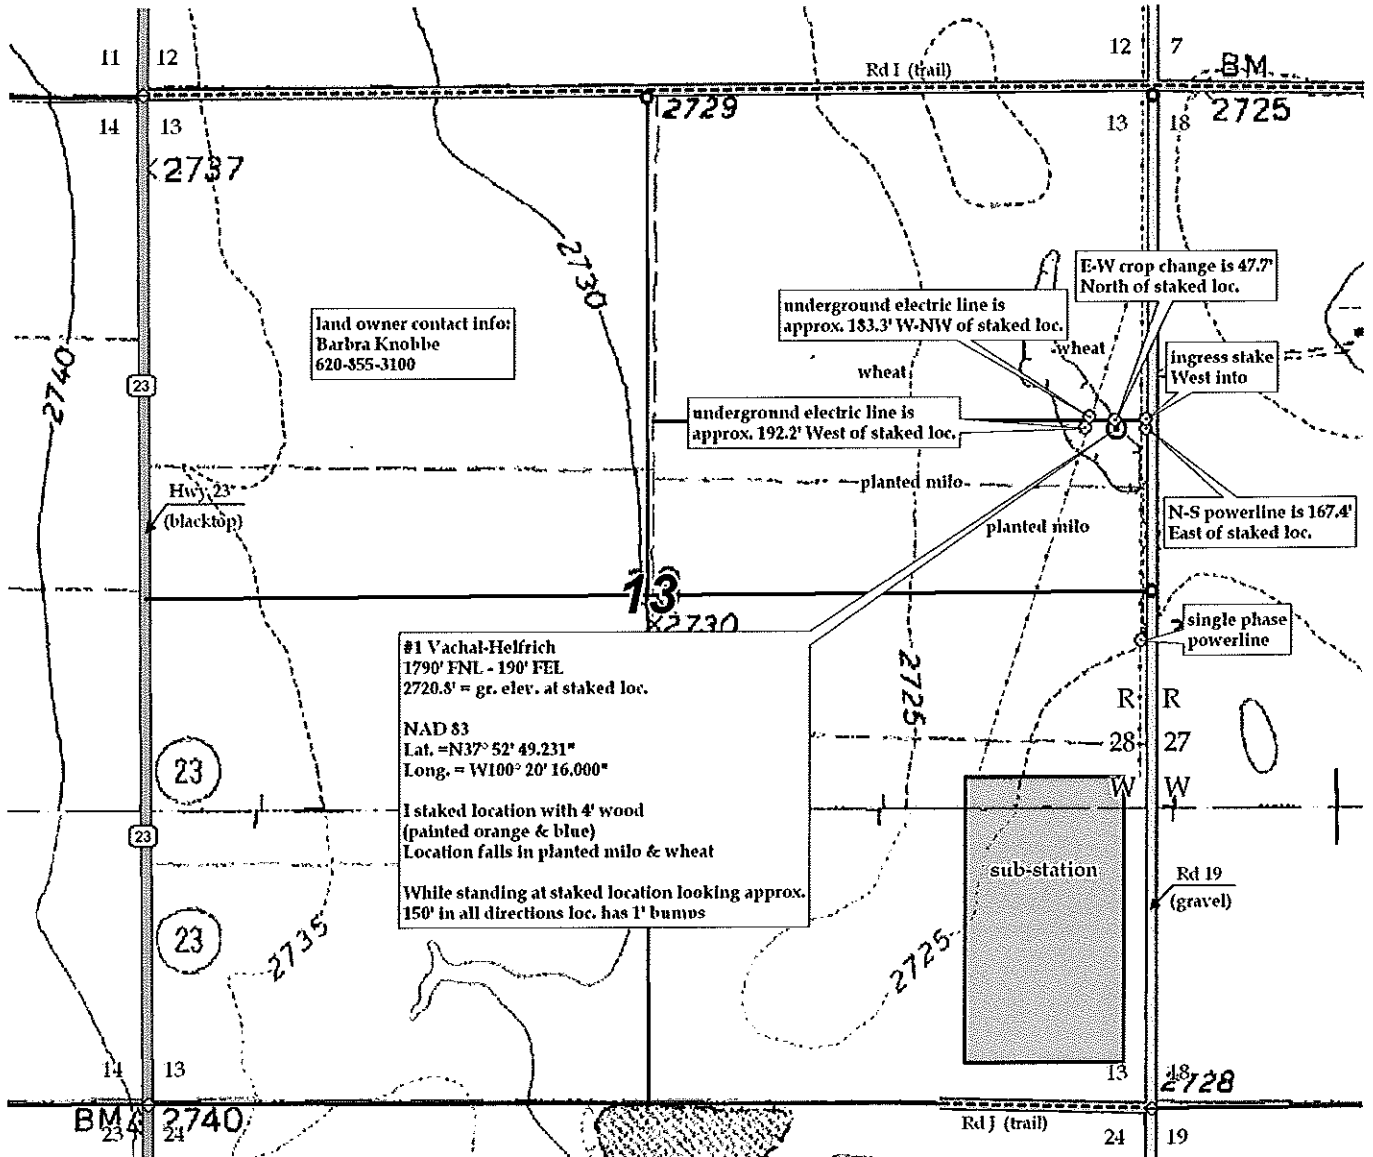 11 12
12 7
Rd I (trail)
BM
2729
2725
14 13
13 18
2737
2730
E-W crop change is 47.7'
North of staked loc.
underground electric line is
approx. 183.3' W-NW of staked loc.
land owner contact info:
Barbra Knobbe
620-855-3100
wheat
ingress stake
West into
wheat
2740
23
underground electric line is
approx. 192.2' West of staked loc.
planted milo
Hwy 23
(blacktop)
N-S powerline is 167.4'
East of staked loc.
planted milo
13
2730
single phase
powerline
#1 Vachal-Helfrich
1790' FNL - 190' FEL
2720.8' = gr. elev. at staked loc.
NAD 83
Lat. =N37° 52' 49.231"
Long. = W100° 20' 16.000"
I staked location with 4' wood
(painted orange & blue)
Location falls in planted milo & wheat
While standing at staked location looking approx.
150' in all directions loc. has 1' bumps
2725
R R
28 27
W W
23
23
sub-station
Rd 19
(gravel)
23
2735
2725
14 13
13 18
2728
BM 2740
23 24
Rd J (trail)
24 19